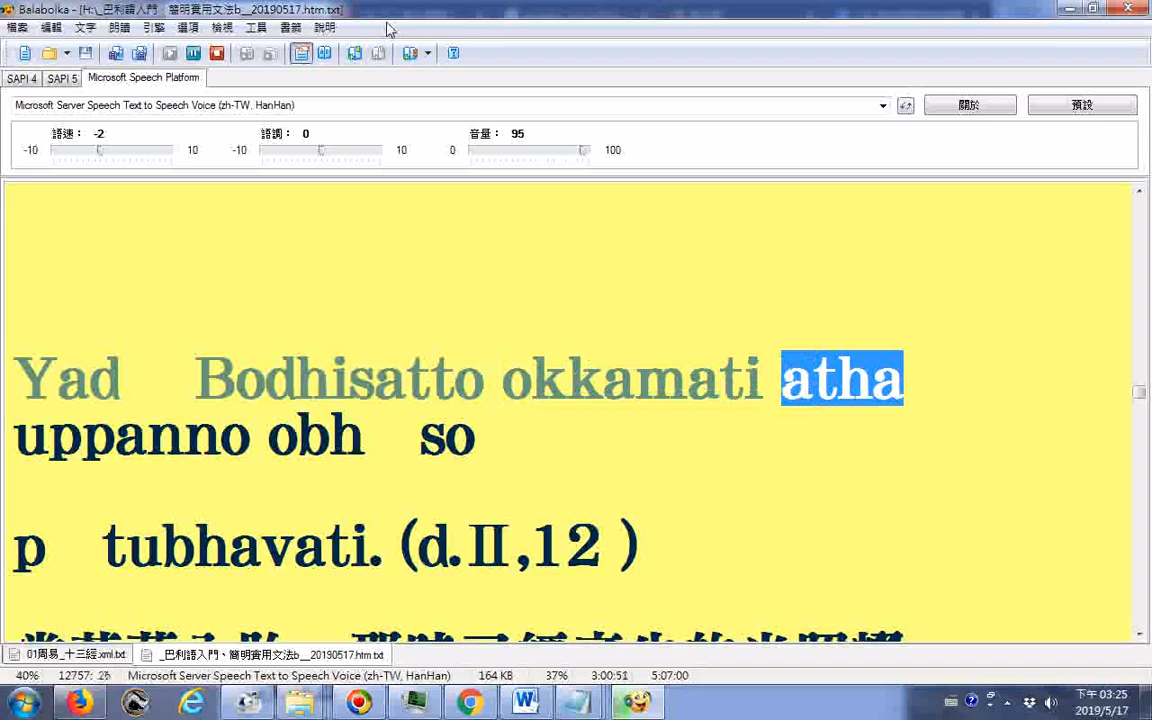 Balabolka - [H:\_巴利語入門、簡明實用文法b__20190517.htm.txt]
檔案 編輯 文字 朗讀 引擎 選項 檢視 工具 書籤 說明
SAPI 4 SAPI 5 Microsoft Speech Platform
Microsoft Server Speech Text to Speech Voice (zh-TW, HanHan) 關於 預設
語速： -2 語調： 0 音量： 95
-10 10 -10 10 0 100
Yad Bodhisatto okkamati atha
uppanno obh so
p tubhavati. (d.Ⅱ,12 )
01周易_十三經.xml.txt _巴利語入門、簡明實用文法b__20190517.htm.txt
40% 12757: 25 Microsoft Server Speech Text to Speech Voice (zh-TW, HanHan) 164 KB 37% 3:00:51 5:07:00
下午 03:25
2019/5/17